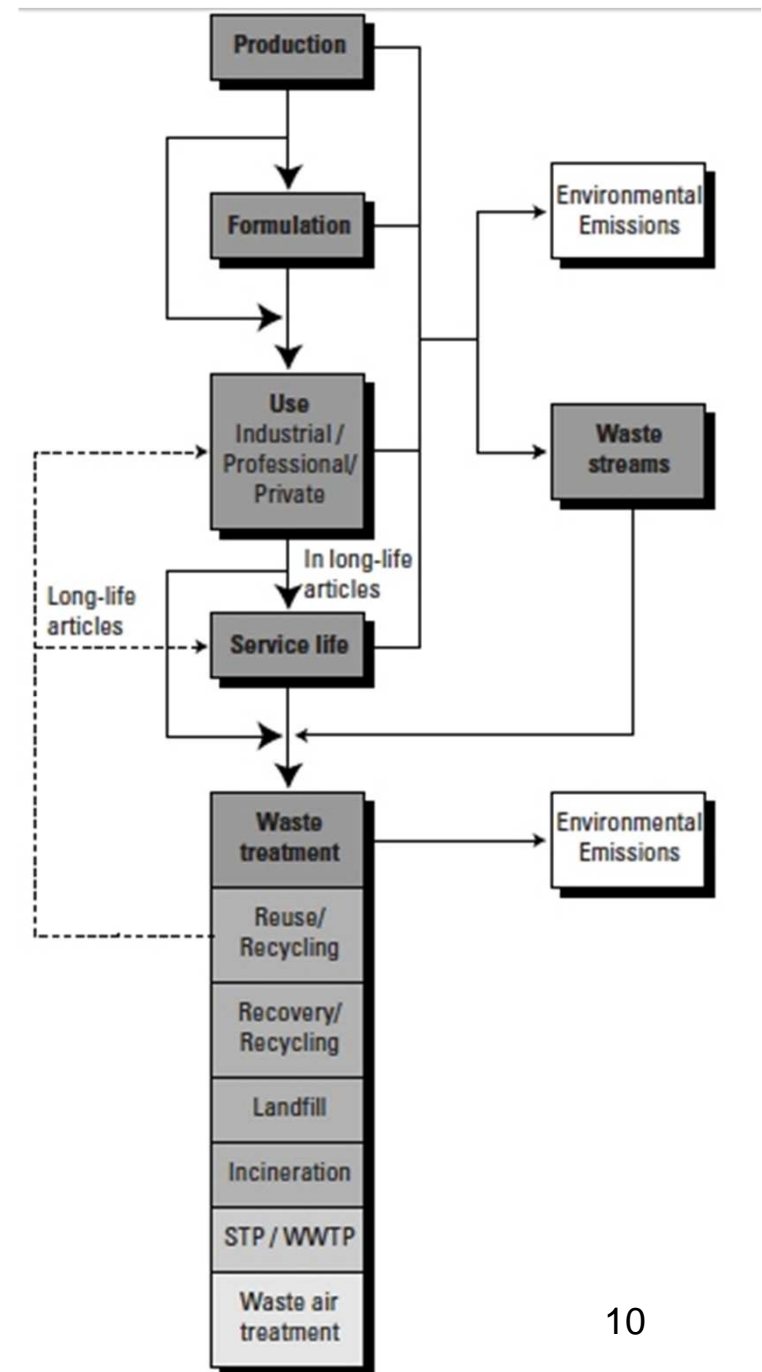 Production
Formulation
Environmental
Emissions
Use
Industrial /
Professional/
Private
Waste
streams
In long-life
articles
Long-life
articles
Service life
Waste
treatment
Environmental
Emissions
Reuse/
Recycling
Recovery/
Recycling
Landfill
Incineration
STP / WWTP
Waste air
treatment
10